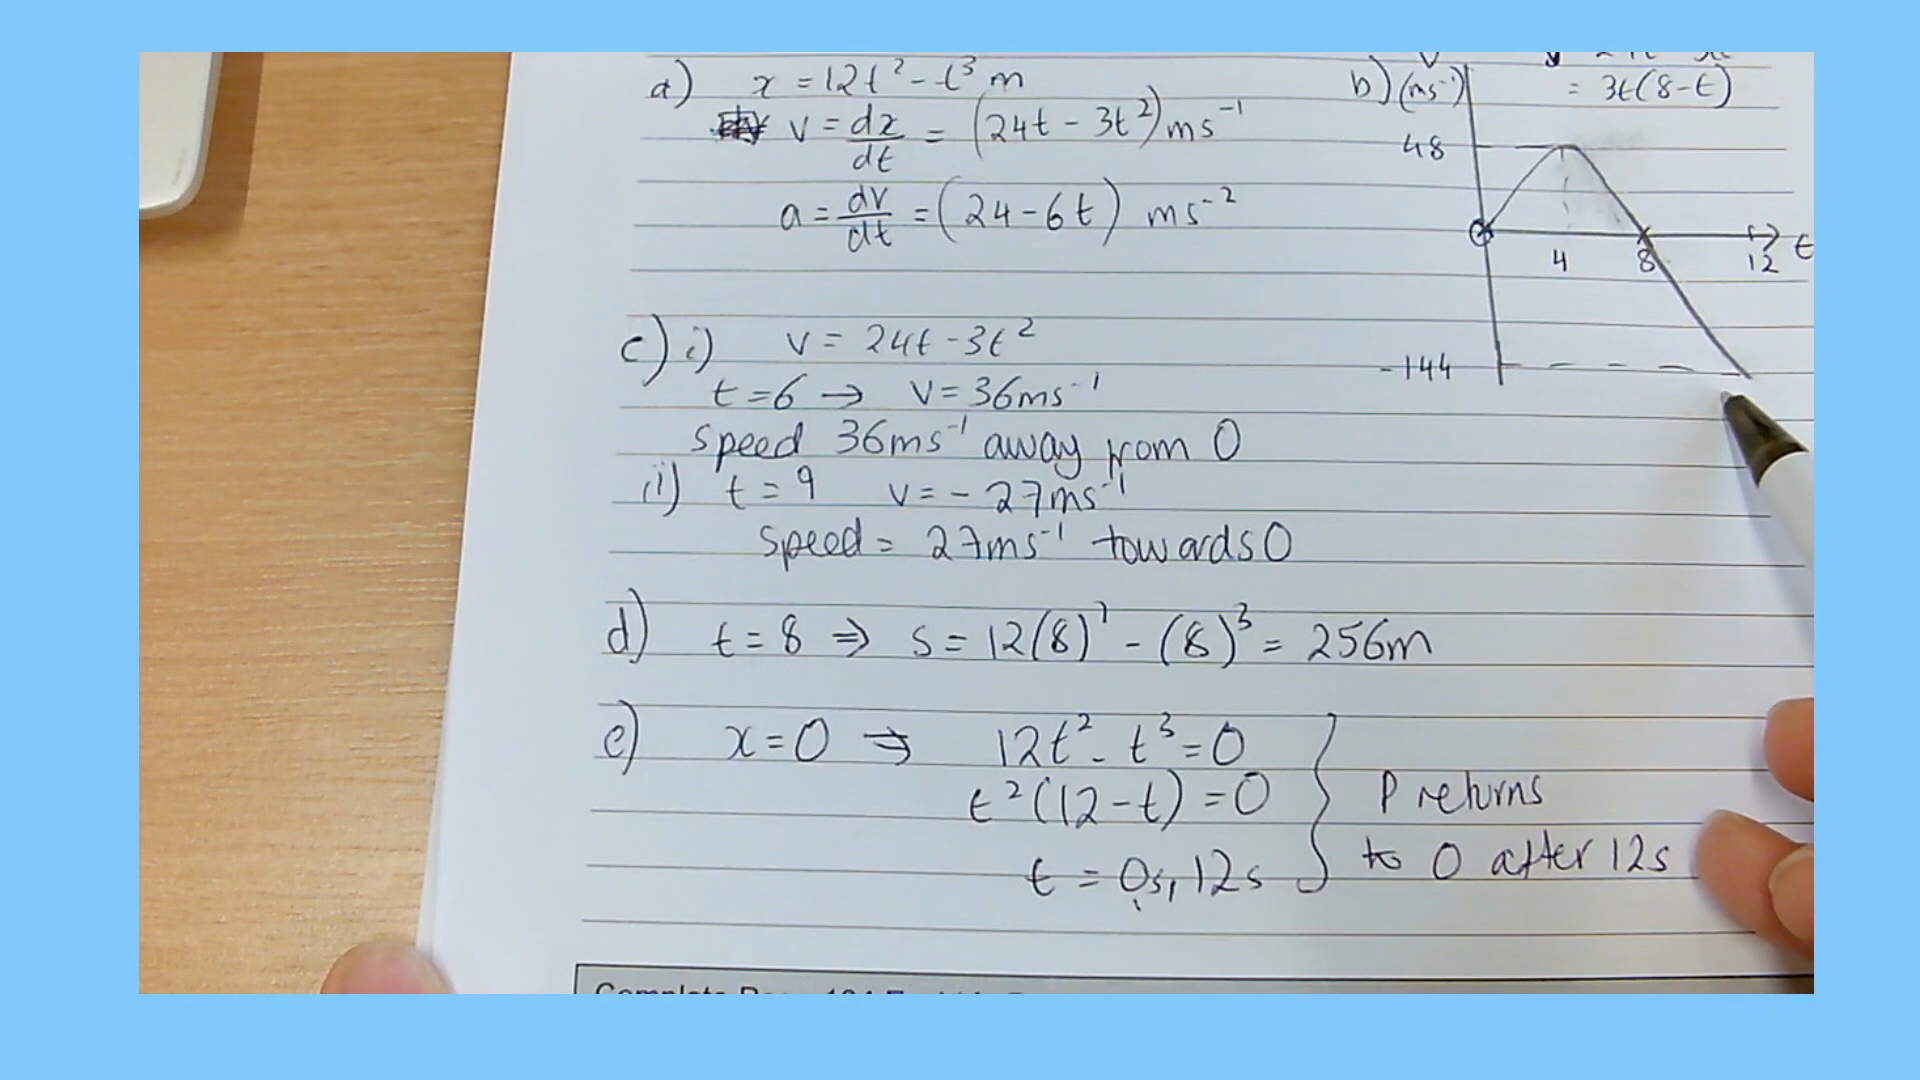 a) x = 12t² - t³ m
v = dx/dt = (24t - 3t²) ms⁻¹
a = dv/dt = (24 - 6t) ms⁻²
b) (ms⁻¹)
= 3t(8-t)
48
4 8 12 t
-144
c) i) v = 24t - 3t²
t = 6 → v = 36ms⁻¹
speed 36ms⁻¹ away from O
ii) t = 9 v = - 27ms⁻¹
speed = 27ms⁻¹ towards O
d) t = 8 ⇒ s = 12(8)² - (8)³ = 256m
e) x = 0 ⇒ 12t² - t³ = 0
t²(12-t) = 0
t = 0s, 12s
P returns
to O after 12s